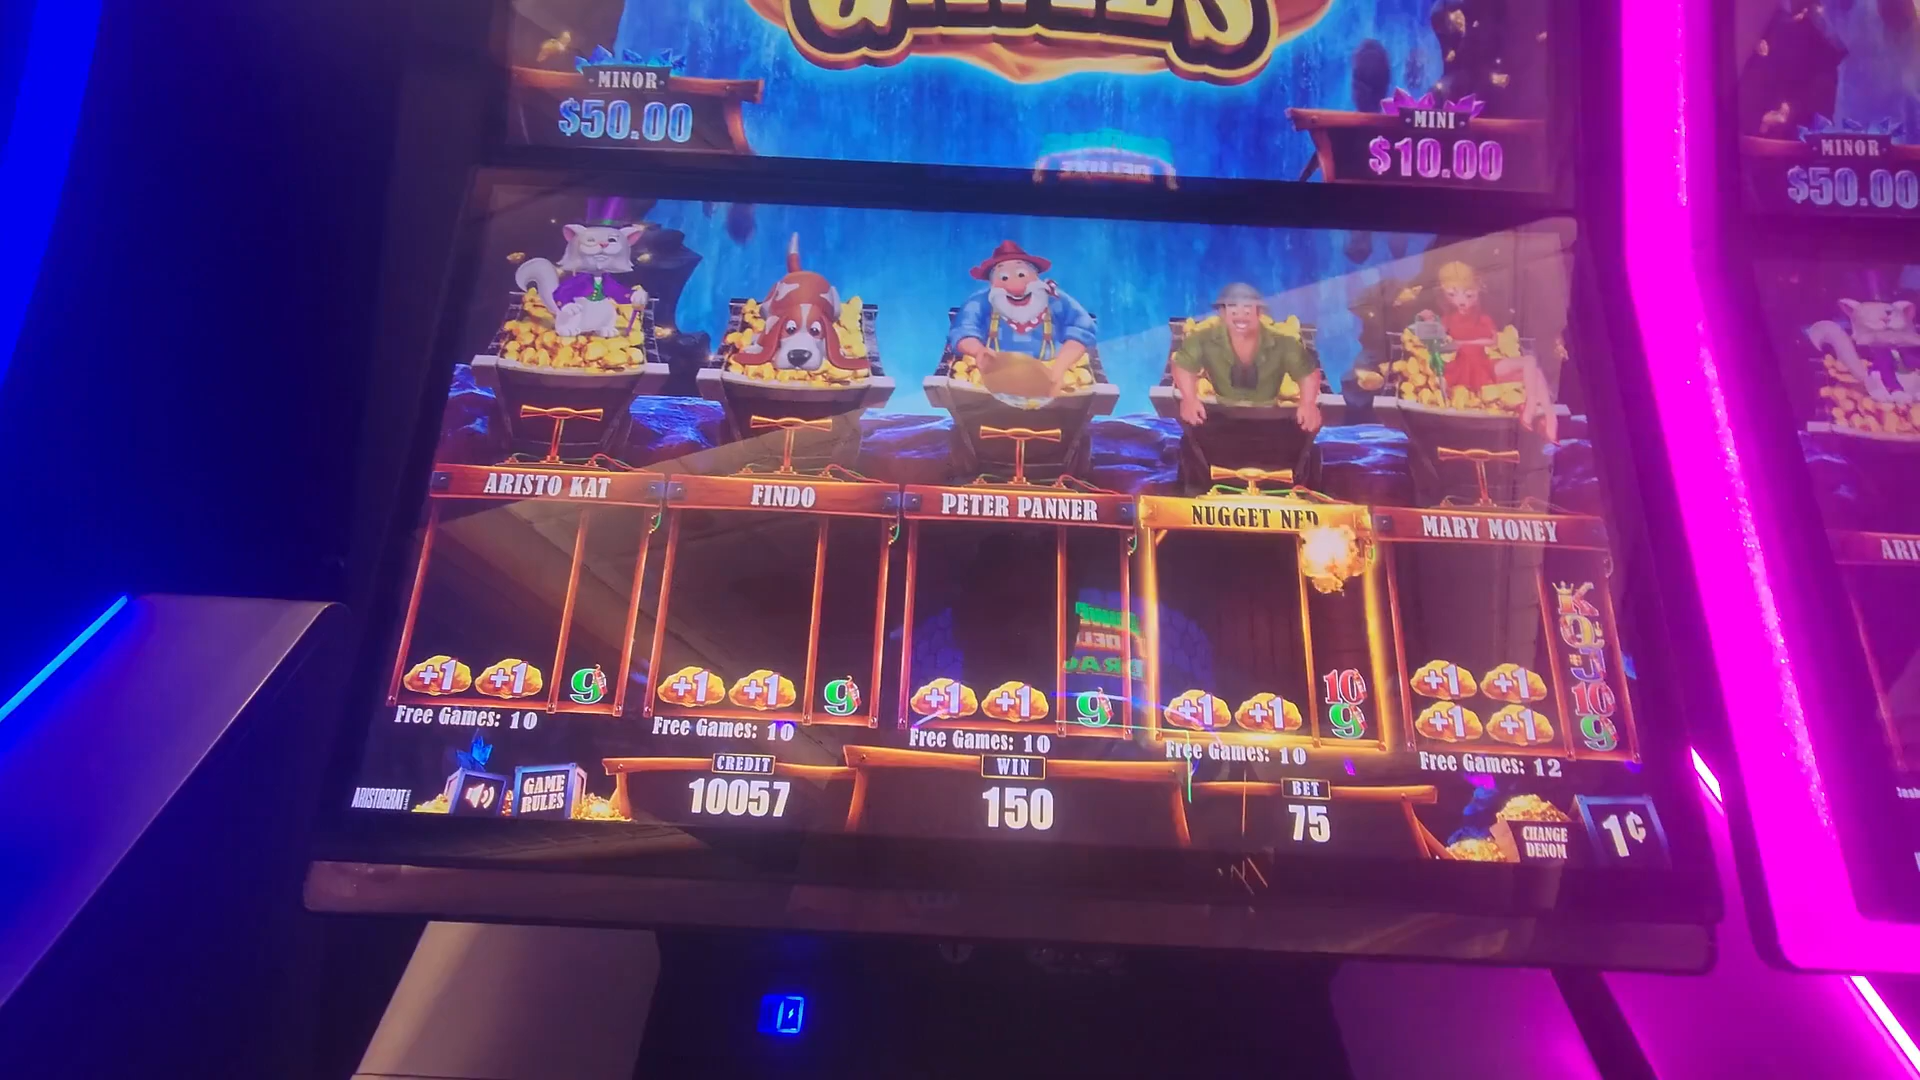 MINOR
$50.00
MINI
$10.00
MINOR
$50.00
ARISTO KAT
FINDO
PETER PANNER
NUGGET NED
MARY MONEY
K
Q
J
10
9
+1 +1
9
+1 +1
9
+1 +1
9
+1 +1
10
9
+1 +1
+1 +1
Free Games: 10
Free Games: 10
Free Games: 10
Free Games: 10
Free Games: 12
ARISTOCRAT
GAME
RULES
CREDIT
10057
WIN
150
BET
75
CHANGE
DENOM
1¢